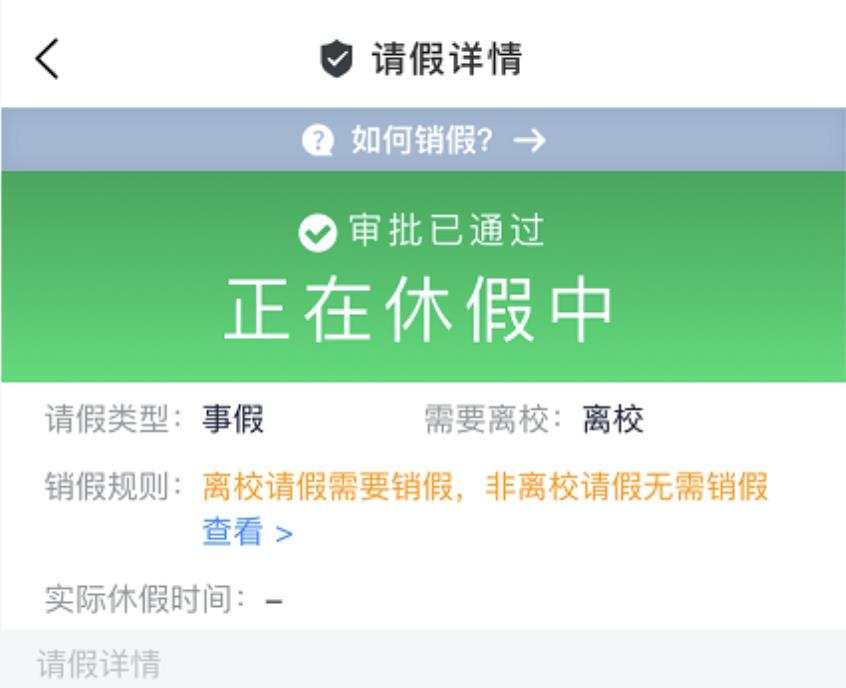 请假详情
如何销假?
审批已通过
正在休假中
请假类型： 事假 需要离校： 离校
销假规则： 离校请假需要销假，非离校请假无需销假
查看 >
实际休假时间： –
请假详情